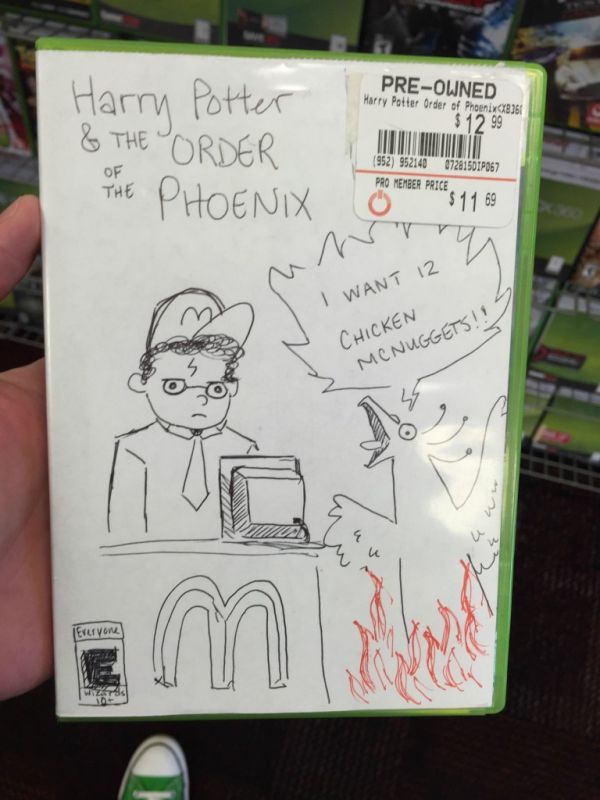 Harry Potter
& THE ORDER
OF
THE PHOENIX
PRE-OWNED
Harry Potter Order of Phoenix<XB36
$12 99
(952) 952140 072815DIP067
PRO MEMBER PRICE
$11 69
I WANT 12
CHICKEN
MCNUGGETS!!
M
M
Everyone
E
Wizards
10+